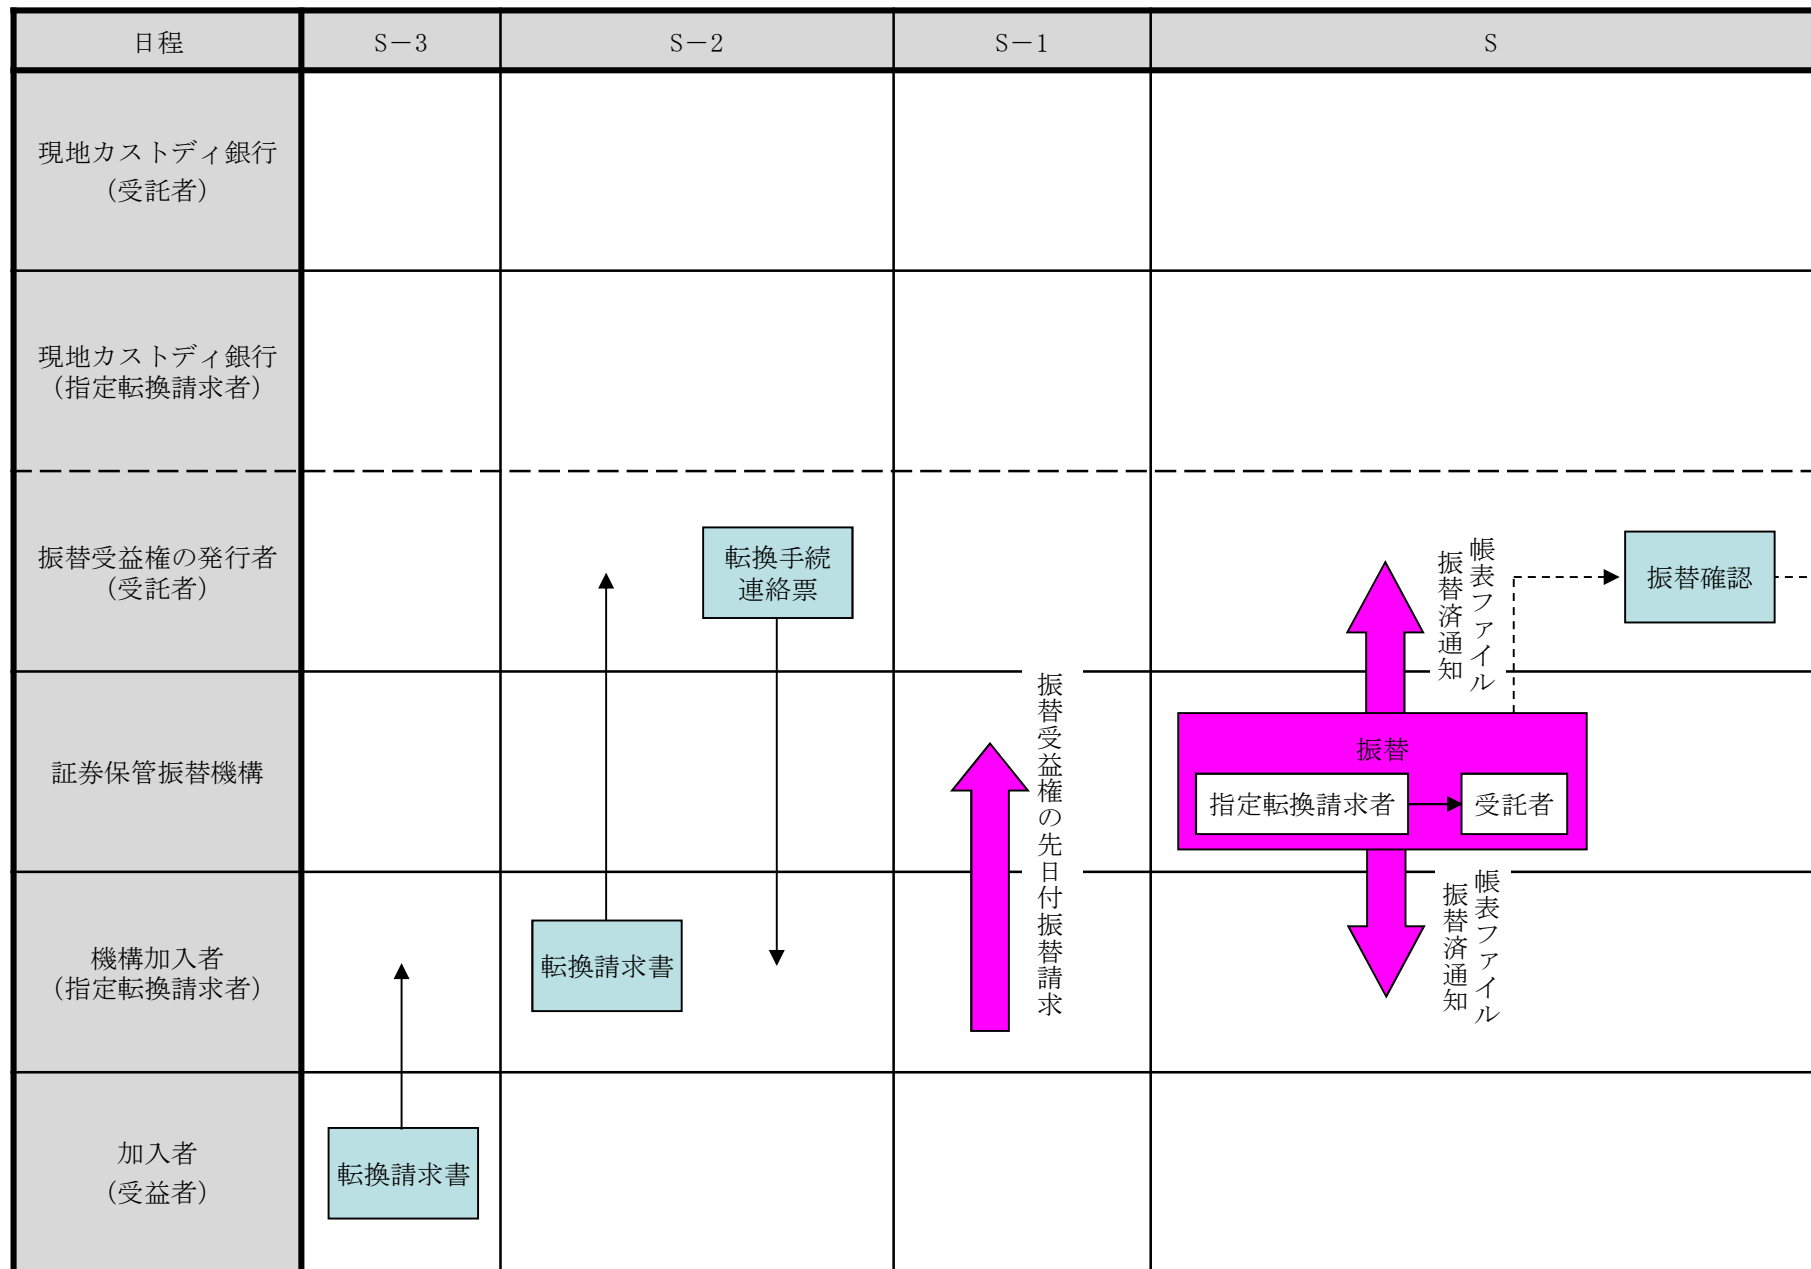 日程
S－3
S－2
S－1
S
現地カストディ銀行
（受託者）
現地カストディ銀行
（指定転換請求者）
振替受益権の発行者
（受託者）
転換手続
連絡票
帳表ファイル
振替済通知
振替確認
証券保管振替機構
振替受益権の先日付振替請求
振替
指定転換請求者
受託者
機構加入者
（指定転換請求者）
転換請求書
帳表ファイル
振替済通知
加入者
（受益者）
転換請求書